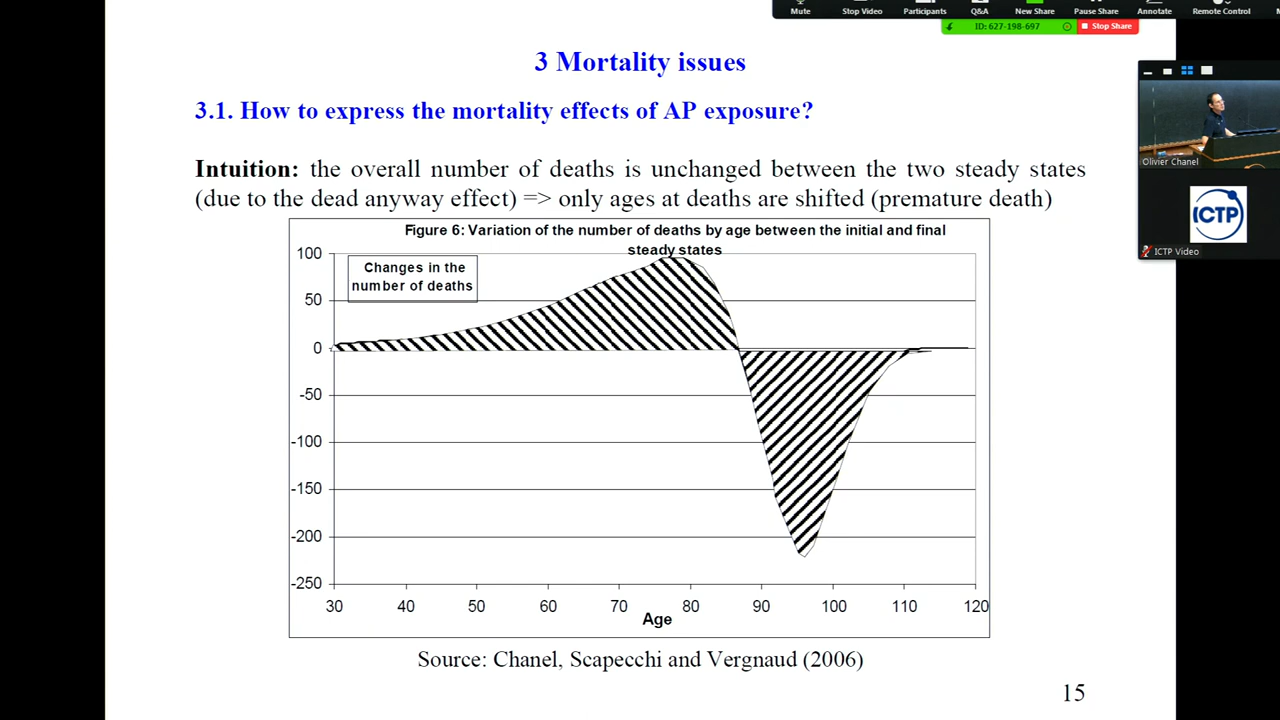 Mute
Stop Video
Participants
Q&A
New Share
Pause Share
Annotate
Remote Control
ID: 627-198-697
Stop Share
3 Mortality issues
3.1. How to express the mortality effects of AP exposure?
Intuition: the overall number of deaths is unchanged between the two steady states
(due to the dead anyway effect) => only ages at deaths are shifted (premature death)
Figure 6: Variation of the number of deaths by age between the initial and final
steady states
Changes in the
number of deaths
100
50
0
-50
-100
-150
-200
-250
30 40 50 60 70 80 90 100 110 120
Age
Source: Chanel, Scapecchi and Vergnaud (2006)
15
Olivier Chanel
ICTP
ICTP Video